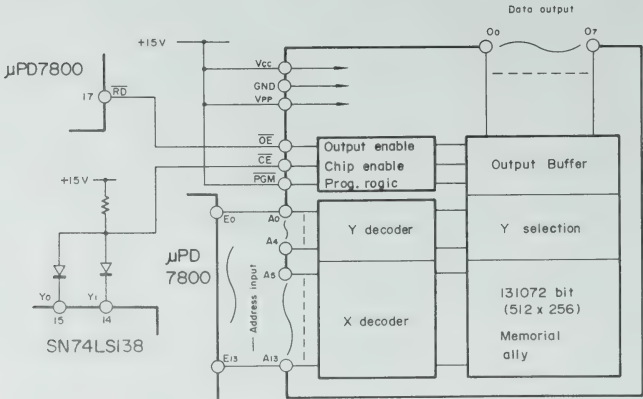 Data output
O0 O7
+15V
μPD7800
17 RD
Vcc
GND
VPP
OE
CE
PGM
Output enable
Chip enable
Prog. rogic
Output Buffer
+15V
E0 A0
A4
A5
E13 A13
μPD
7800
Address input
Y decoder
Y selection
X decoder
131072 bit
(512 x 256)
Memorial
ally
Y0 Y1
15 14
SN74LS138